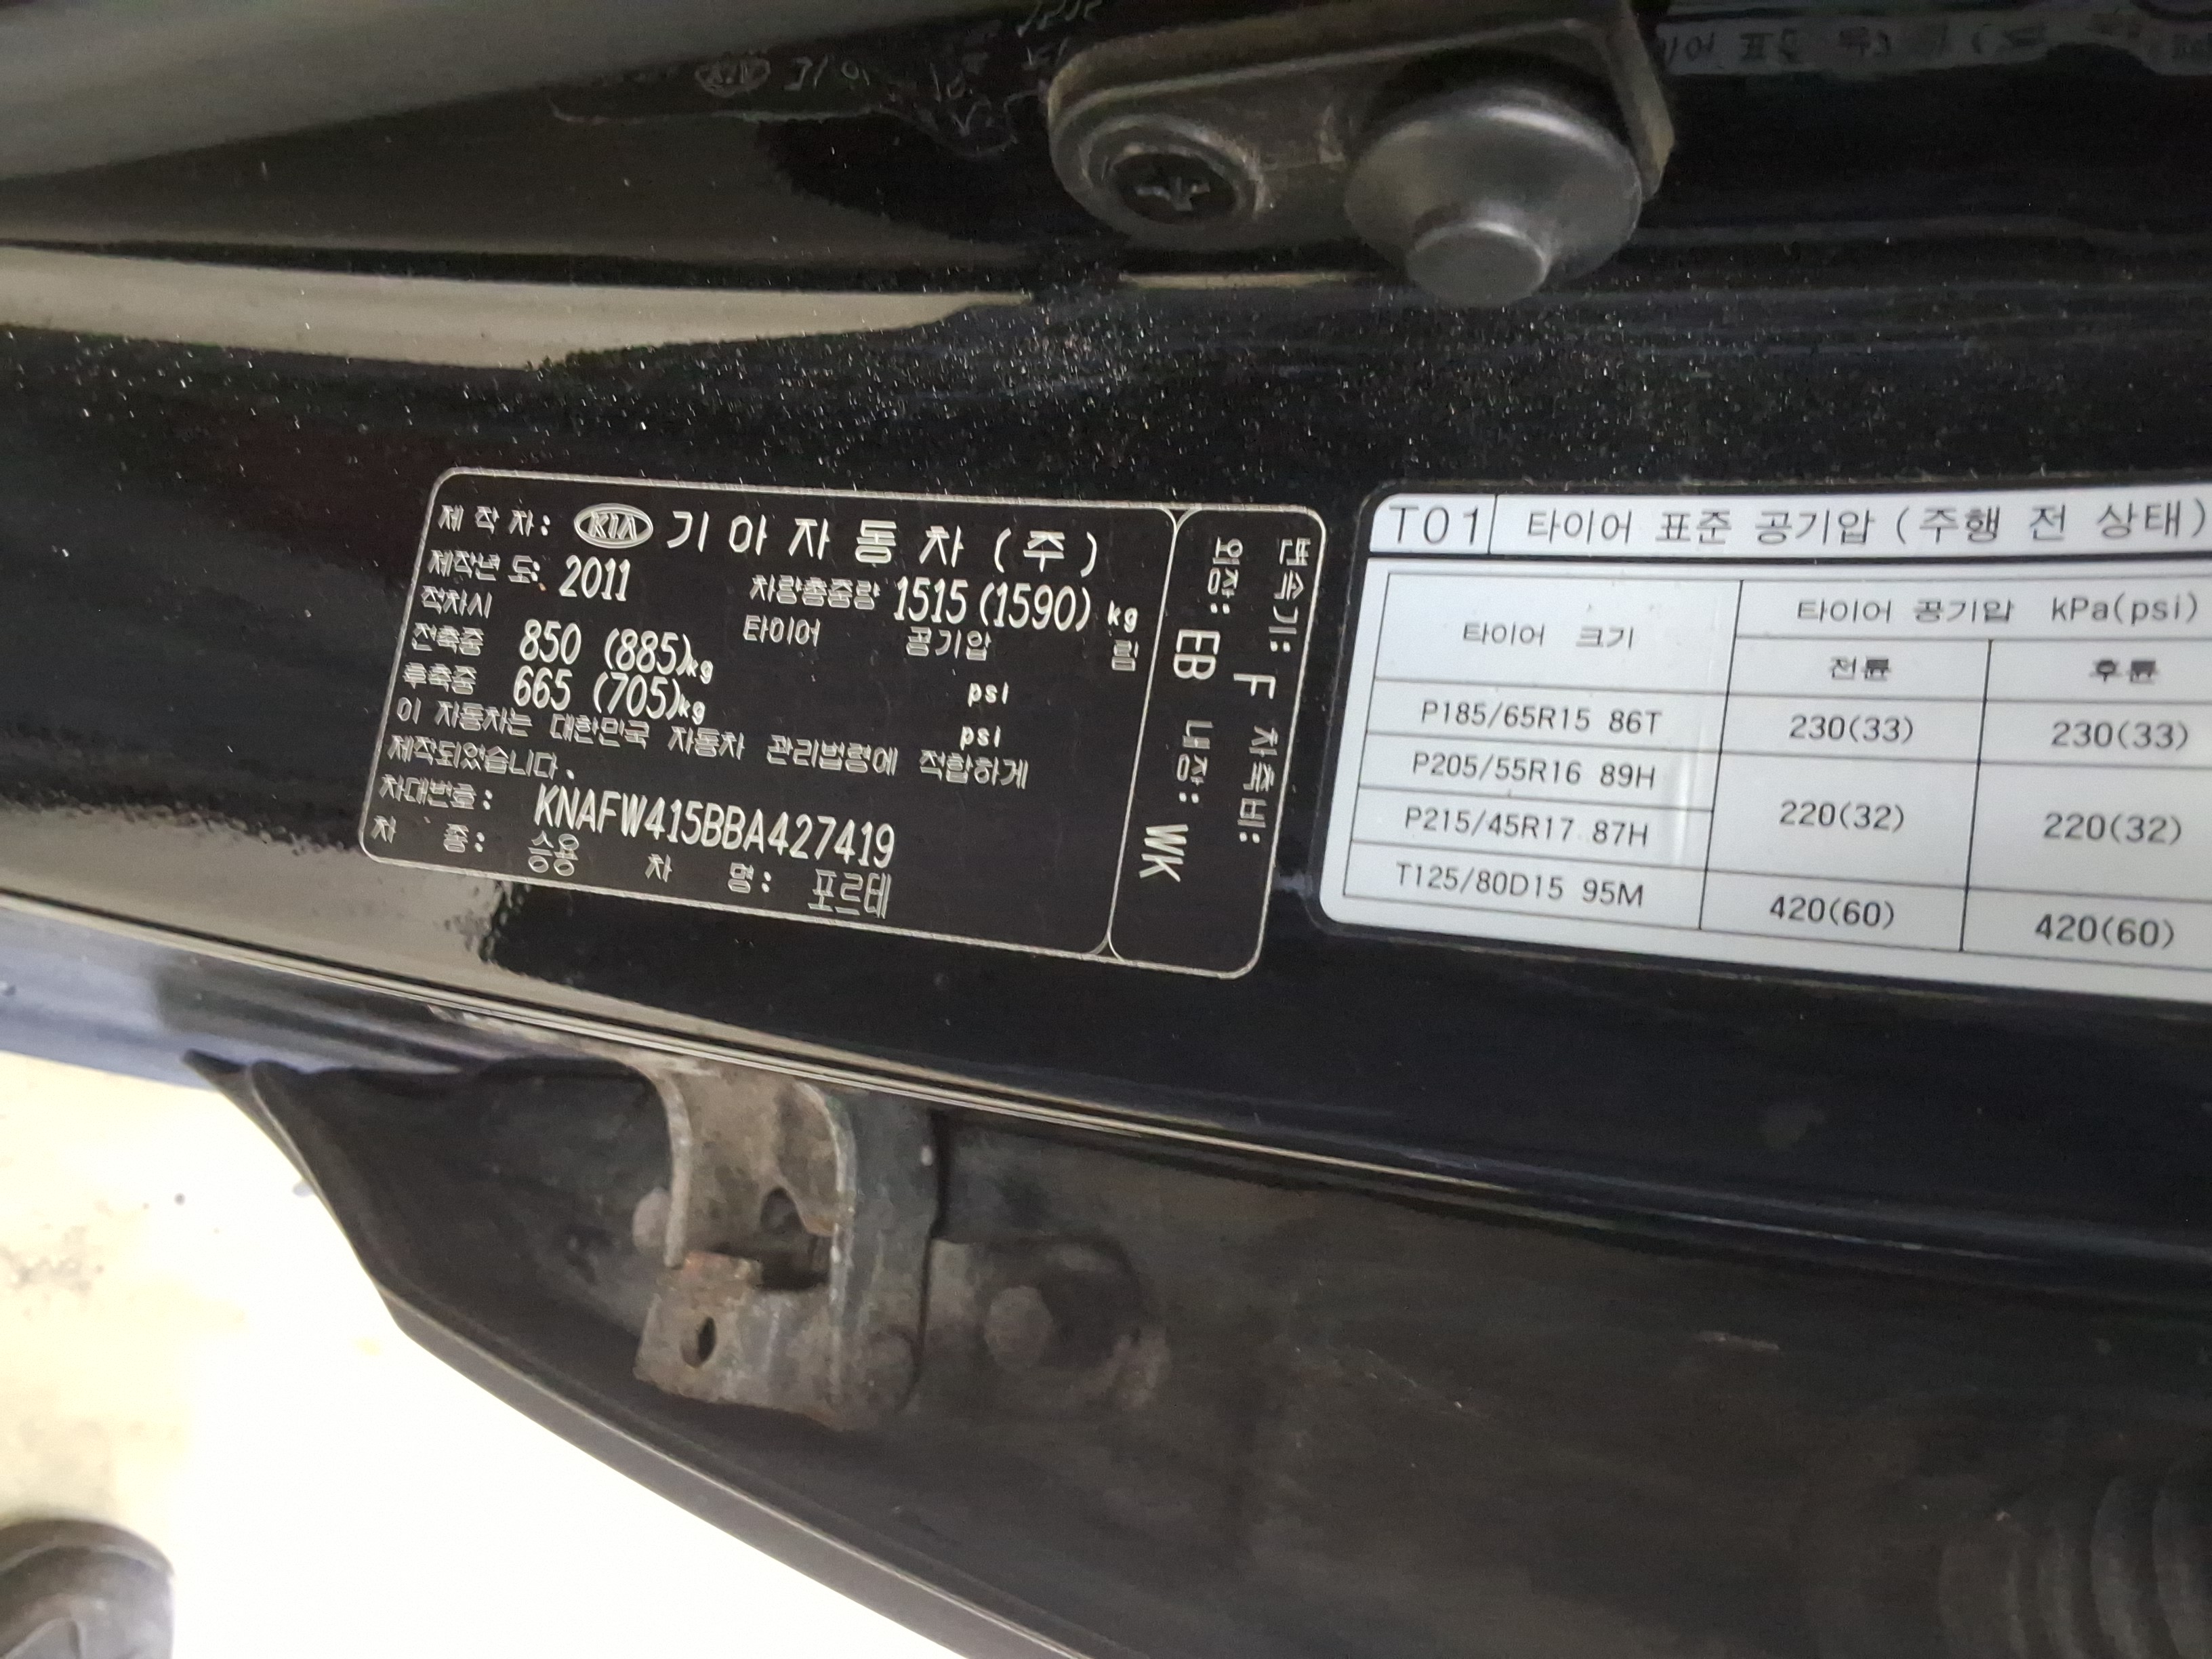 제 작 자: KIA 기 아 자 동 차 (주)
제작년 도: 2011 차량총중량 1515 (1590) kg
적차시 타이어 공기압 림
전축중 850 (885)kg psi
후축중 665 (705)kg psi
이 자동차는 대한민국 자동차 관리법령에 적합하게
제작되었습니다.
차대번호: KNAFW415BBA427419
차 종: 승용 차 명: 포르테
변속기: F 차축비:
외장: EB 내장: WK
T01 타이어 표준 공기압 (주행 전 상태)
타이어 크기 타이어 공기압 kPa(psi)
전륜 후륜
P185/65R15 86T 230(33) 230(33)
P205/55R16 89H
P215/45R17 87H 220(32) 220(32)
T125/80D15 95M 420(60) 420(60)